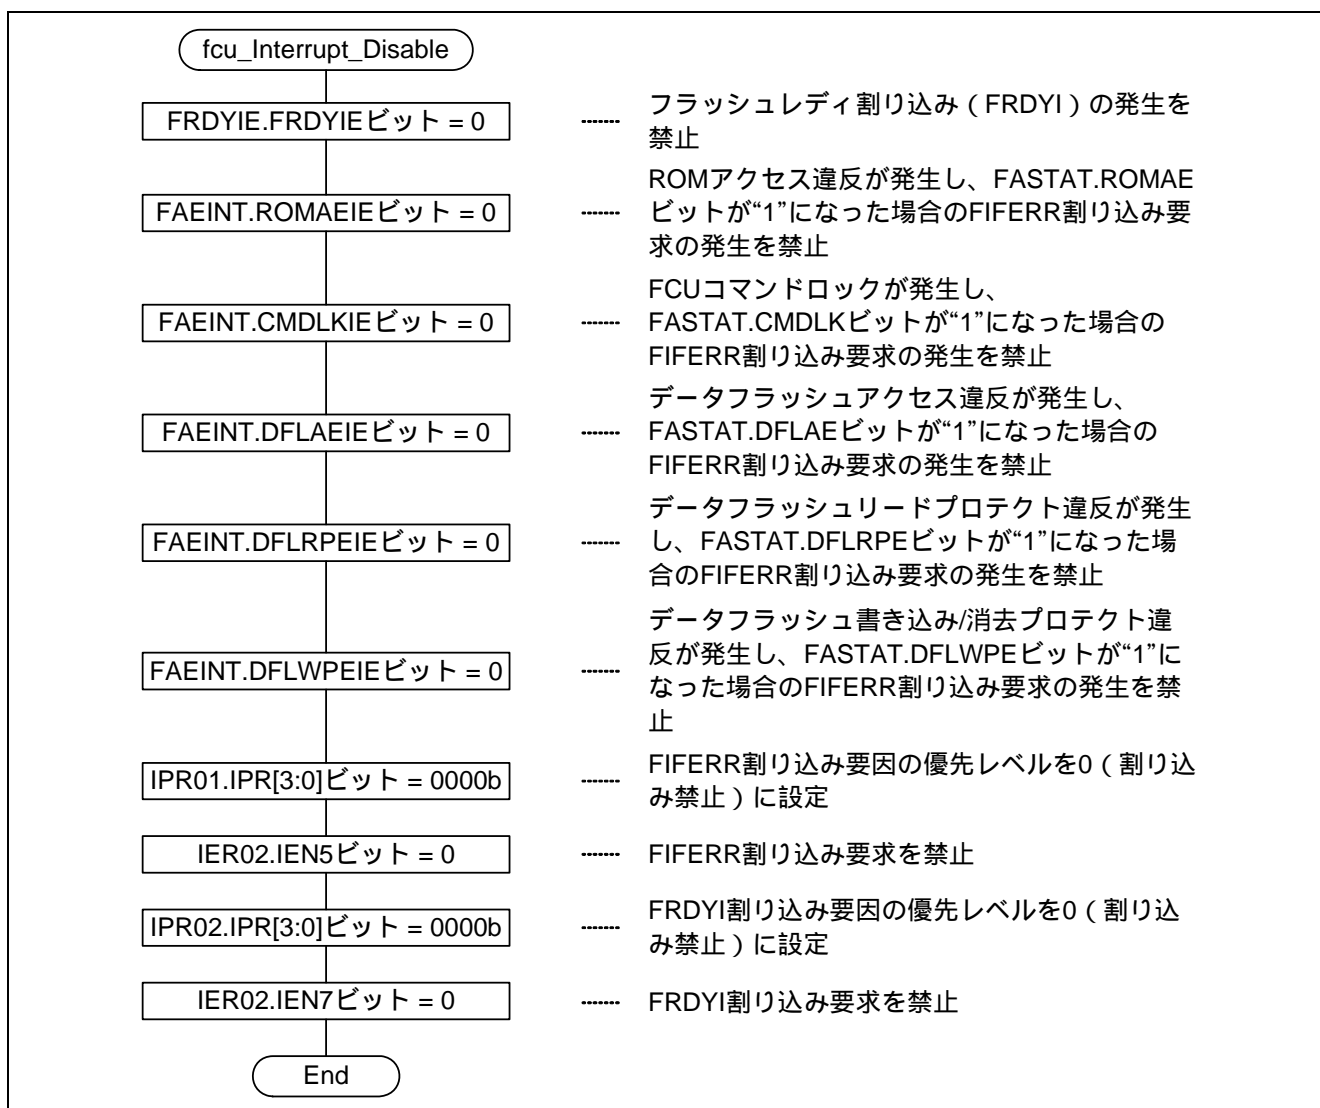 fcu_Interrupt_Disable
FRDYIE.FRDYIEビット = 0
フラッシュレディ割り込み（FRDYI）の発生を
禁止
FAEINT.ROMAEIEビット = 0
ROMアクセス違反が発生し、FASTAT.ROMAE
ビットが“1”になった場合のFIFERR割り込み要
求の発生を禁止
FAEINT.CMDLKIEビット = 0
FCUコマンドロックが発生し、
FASTAT.CMDLKビットが“1”になった場合の
FIFERR割り込み要求の発生を禁止
FAEINT.DFLAEIEビット = 0
データフラッシュアクセス違反が発生し、
FASTAT.DFLAEビットが“1”になった場合の
FIFERR割り込み要求の発生を禁止
FAEINT.DFLRPEIEビット = 0
データフラッシュリードプロテクト違反が発生
し、FASTAT.DFLRPEビットが“1”になった場
合のFIFERR割り込み要求の発生を禁止
FAEINT.DFLWPEIEビット = 0
データフラッシュ書き込み/消去プロテクト違
反が発生し、FASTAT.DFLWPEビットが“1”に
なった場合のFIFERR割り込み要求の発生を禁
止
IPR01.IPR[3:0]ビット = 0000b
FIFERR割り込み要因の優先レベルを0（割り込
み禁止）に設定
IER02.IEN5ビット = 0
FIFERR割り込み要求を禁止
IPR02.IPR[3:0]ビット = 0000b
FRDYI割り込み要因の優先レベルを0（割り込
み禁止）に設定
IER02.IEN7ビット = 0
FRDYI割り込み要求を禁止
End